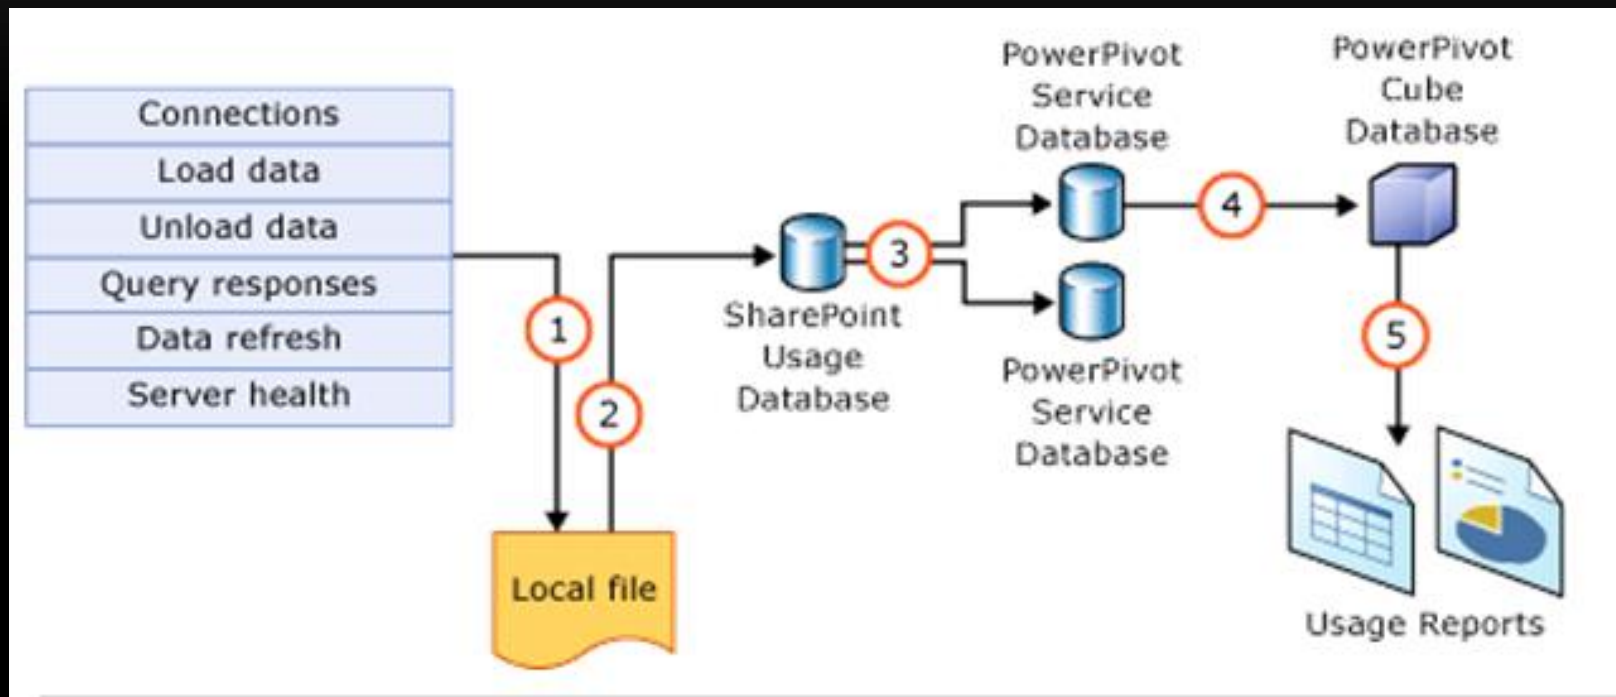 Connections
Load data
Unload data
Query responses
Data refresh
Server health
1
2
Local file
SharePoint
Usage
Database
3
PowerPivot
Service
Database
PowerPivot
Service
Database
4
PowerPivot
Cube
Database
5
Usage Reports